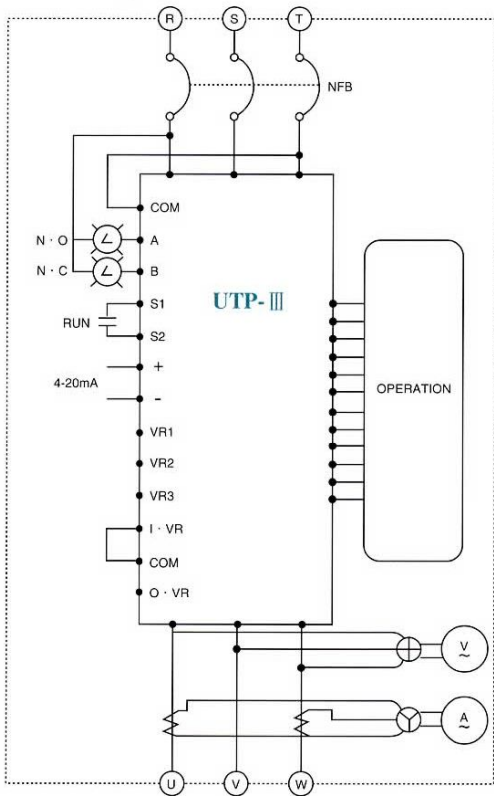 R S T
NFB
COM
N · O A
N · C B
S1
UTP-Ⅲ
RUN
S2
+
4-20mA
-
OPERATION
VR1
VR2
VR3
I · VR
COM
O · VR
V
~
A
~
U V W